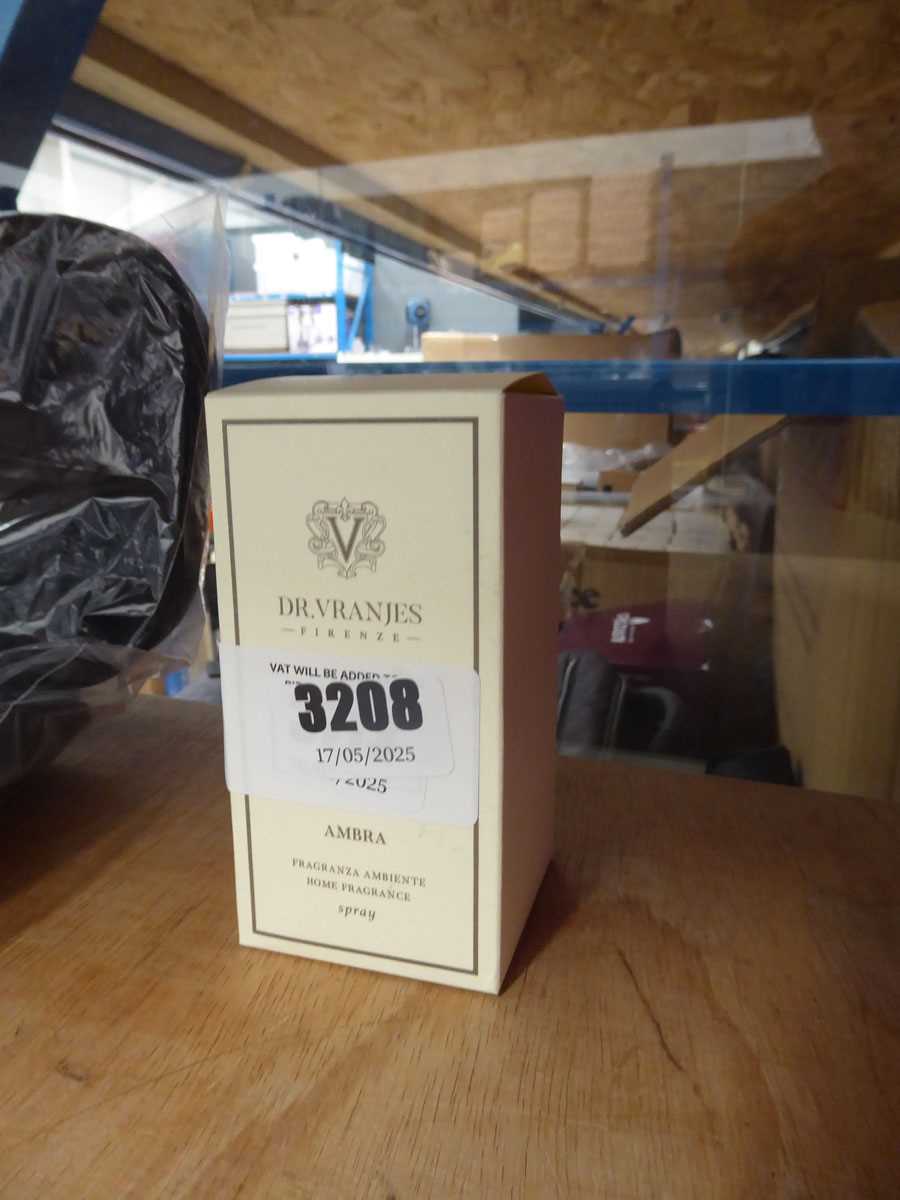 V
DR.VRANJES
—FIRENZE—
VAT WILL BE ADDED
3208
17/05/2025
/2025
AMBRA
FRAGRANZA AMBIENTE
HOME FRAGRANCE
spray